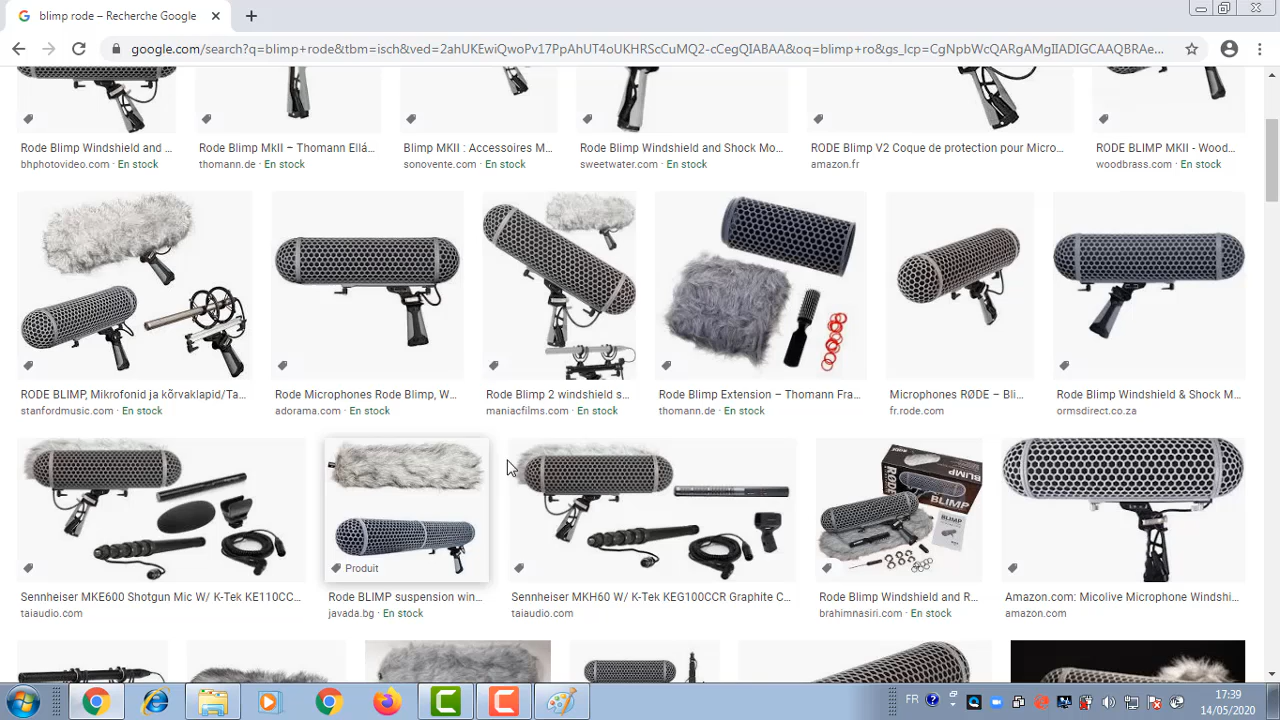 blimp rode – Recherche Google
google.com/search?q=blimp+rode&tbm=isch&ved=2ahUKEwiQwoPv17PpAhUT4oUKHRScCuMQ2-cCegQIABAA&oq=blimp+ro&gs_lcp=CgNpbWcQARgAMgIIADIGCAAQBRAe...
Rode Blimp Windshield and ...
bhphotovideo.com · En stock
Rode Blimp MKII – Thomann Ellá...
thomann.de · En stock
Blimp MKII : Accessoires M...
sonovente.com · En stock
Rode Blimp Windshield and Shock Mo...
sweetwater.com · En stock
RODE Blimp V2 Coque de protection pour Micro...
amazon.fr
RODE BLIMP MKII - Wood...
woodbrass.com · En stock
RODE BLIMP, Mikrofonid ja kõrvaklapid/Ta...
stanfordmusic.com · En stock
Rode Microphones Rode Blimp, W...
adorama.com · En stock
Rode Blimp 2 windshield s...
maniacfilms.com · En stock
Rode Blimp Extension – Thomann Fra...
thomann.de · En stock
Microphones RØDE – Bli...
fr.rode.com
Rode Blimp Windshield & Shock M...
ormsdirect.co.za
Produit
RØDE BLIMP
BLIMP
BLIMP
Sennheiser MKE600 Shotgun Mic W/ K-Tek KE110CC...
taiaudio.com
Rode BLIMP suspension win...
javada.bg · En stock
Sennheiser MKH60 W/ K-Tek KEG100CCR Graphite C...
taiaudio.com
Rode Blimp Windshield and R...
brahimnasiri.com · En stock
Amazon.com: Micolive Microphone Windshi...
amazon.com
FR
17:39
14/05/2020